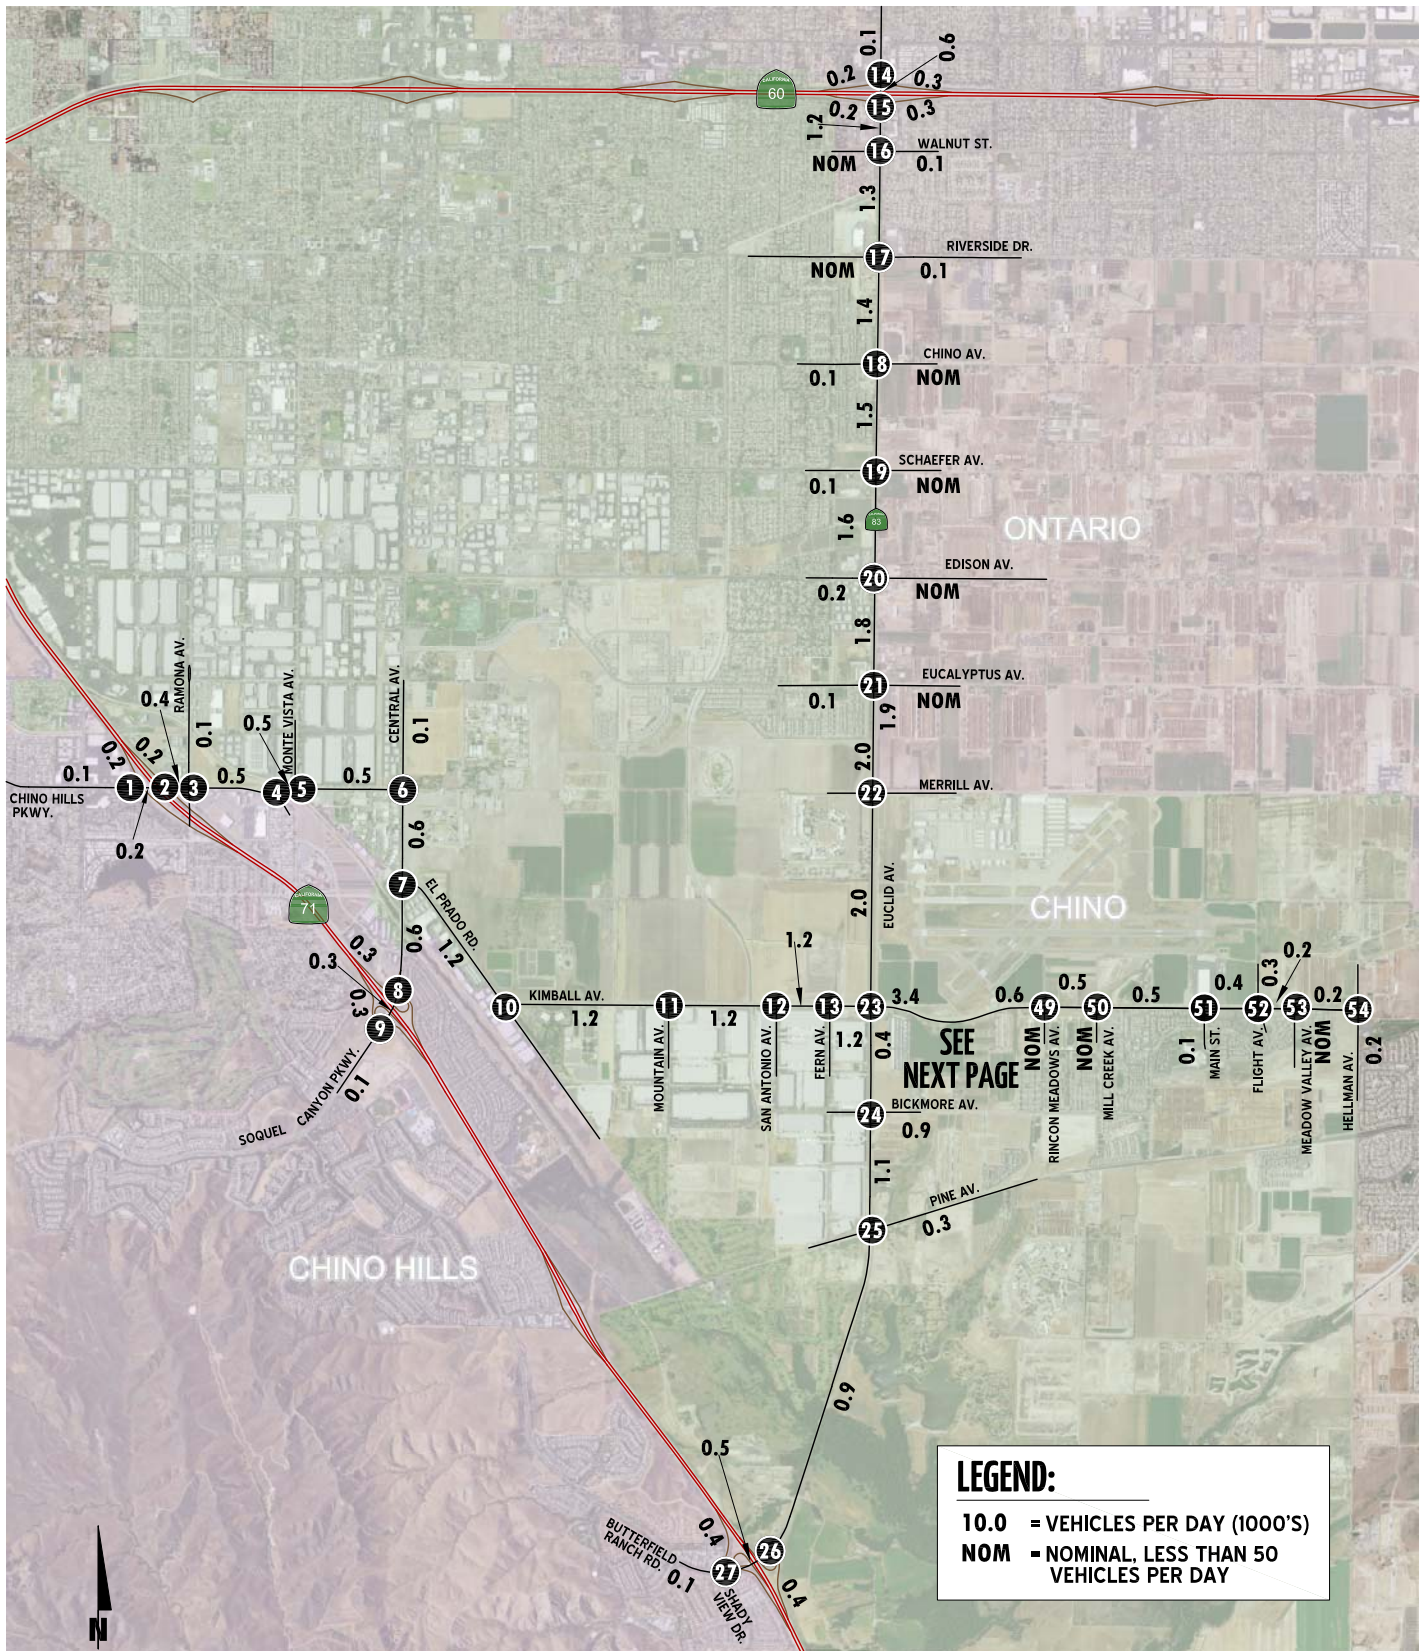 0.1
0.6
0.2
14
0.3
CALIFORNIA
60
0.2
15
0.3
1.2
16
WALNUT ST.
NOM
0.1
1.3
RIVERSIDE DR.
17
NOM
0.1
1.4
CHINO AV.
18
0.1
NOM
1.5
SCHAEFER AV.
19
0.1
NOM
1.6
83
ONTARIO
EDISON AV.
20
0.2
NOM
1.8
EUCALYPTUS AV.
21
0.1
NOM
1.9
2.0
MERRILL AV.
22
RAMONA AV.
0.4
0.1
MONTE VISTA AV.
0.5
CENTRAL AV.
0.1
0.2
0.2
0.1
1
2
3
0.5
4
5
0.5
6
CHINO HILLS
PKWY.
0.2
0.6
7
EL PRADO RD.
CALIFORNIA
71
2.0
EUCLID AV.
CHINO
0.6
1.2
0.3
0.3
0.3
8
9
SOQUEL CANYON PKWY.
0.1
10
KIMBALL AV.
1.2
11
1.2
12
1.2
13
1.2
23
3.4
0.6
49
0.5
50
0.5
51
0.4
52
0.3
0.2
53
0.2
54
MOUNTAIN AV.
SAN ANTONIO AV.
FERN AV.
0.4
SEE
NEXT PAGE
NOM
RINCON MEADOWS AV.
NOM
MILL CREEK AV.
0.1
MAIN ST.
FLIGHT AV.
MEADOW VALLEY AV.
NOM
HELLMAN AV.
0.2
24
BICKMORE AV.
0.9
1.1
PINE AV.
25
0.3
CHINO HILLS
0.9
0.5
0.4
26
BUTTERFIELD
RANCH RD.
0.1
27
0.4
SHADY
VIEW DR.
LEGEND:
10.0 = VEHICLES PER DAY (1000'S)
NOM = NOMINAL, LESS THAN 50
VEHICLES PER DAY
N